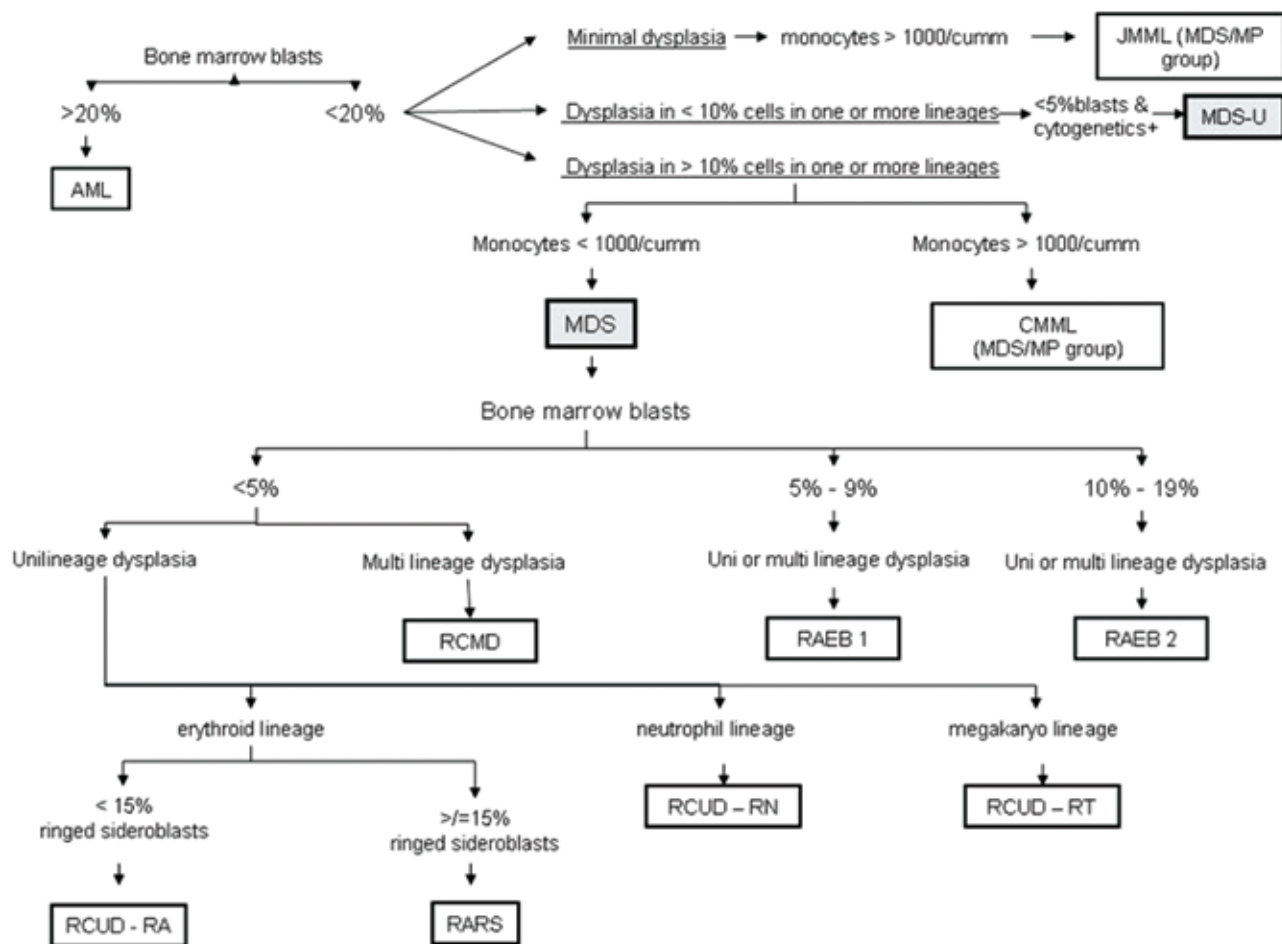 Bone marrow blasts
>20%
<20%
AML
Minimal dysplasia
monocytes > 1000/cumm
JMML (MDS/MP
group)
Dysplasia in < 10% cells in one or more lineages
<5%blasts &
cytogenetics+
MDS-U
Dysplasia in > 10% cells in one or more lineages
Monocytes < 1000/cumm
Monocytes > 1000/cumm
MDS
CMML
(MDS/MP group)
Bone marrow blasts
<5%
5% - 9%
10% - 19%
Unilineage dysplasia
Multi lineage dysplasia
Uni or multi lineage dysplasia
Uni or multi lineage dysplasia
RCMD
RAEB 1
RAEB 2
erythroid lineage
neutrophil lineage
megakaryo lineage
< 15%
ringed sideroblasts
>/=15%
ringed sideroblasts
RCUD – RN
RCUD – RT
RCUD - RA
RARS